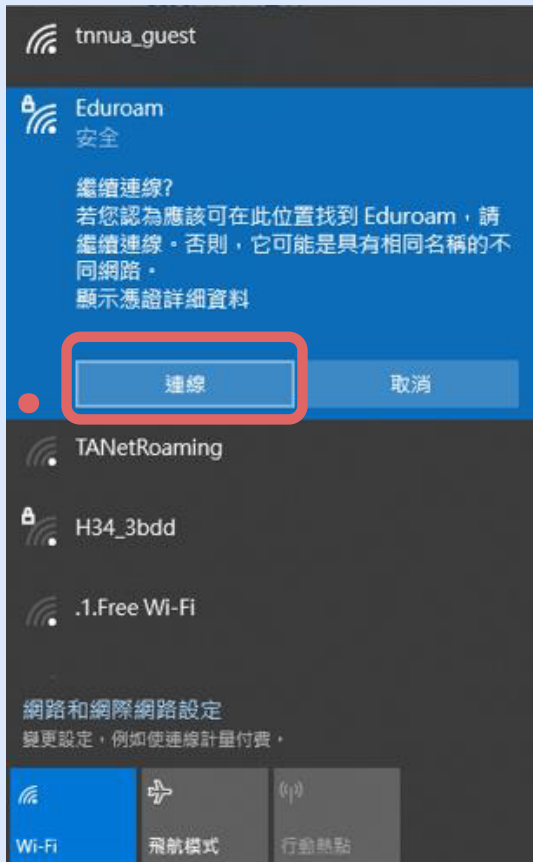 tnnua_guest
Eduroam
安全
繼續連線?
若您認為應該可在此位置找到 Eduroam，請
繼續連線。否則，它可能是具有相同名稱的不
同網路。
顯示憑證詳細資料
連線
取消
TANetRoaming
H34_3bdd
.1.Free Wi-Fi
網路和網際網路設定
變更設定，例如使連線計量付費。
Wi-Fi
飛航模式
行動熱點